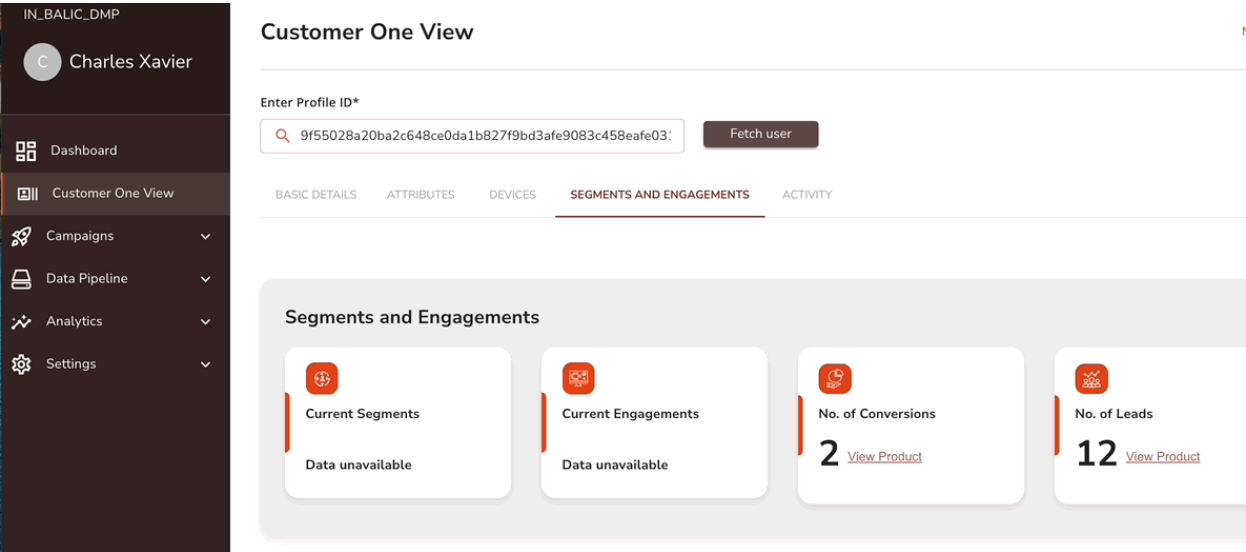 IN_BALIC_DMP
C
Charles Xavier
Dashboard
Customer One View
Campaigns
Data Pipeline
Analytics
Settings
Customer One View
Enter Profile ID*
9f55028a20ba2c648ce0da1b827f9bd3afe9083c458eafe03
Fetch user
BASIC DETAILS ATTRIBUTES DEVICES SEGMENTS AND ENGAGEMENTS ACTIVITY
Segments and Engagements
Current Segments
Data unavailable
Current Engagements
Data unavailable
No. of Conversions
2 View Product
No. of Leads
12 View Product